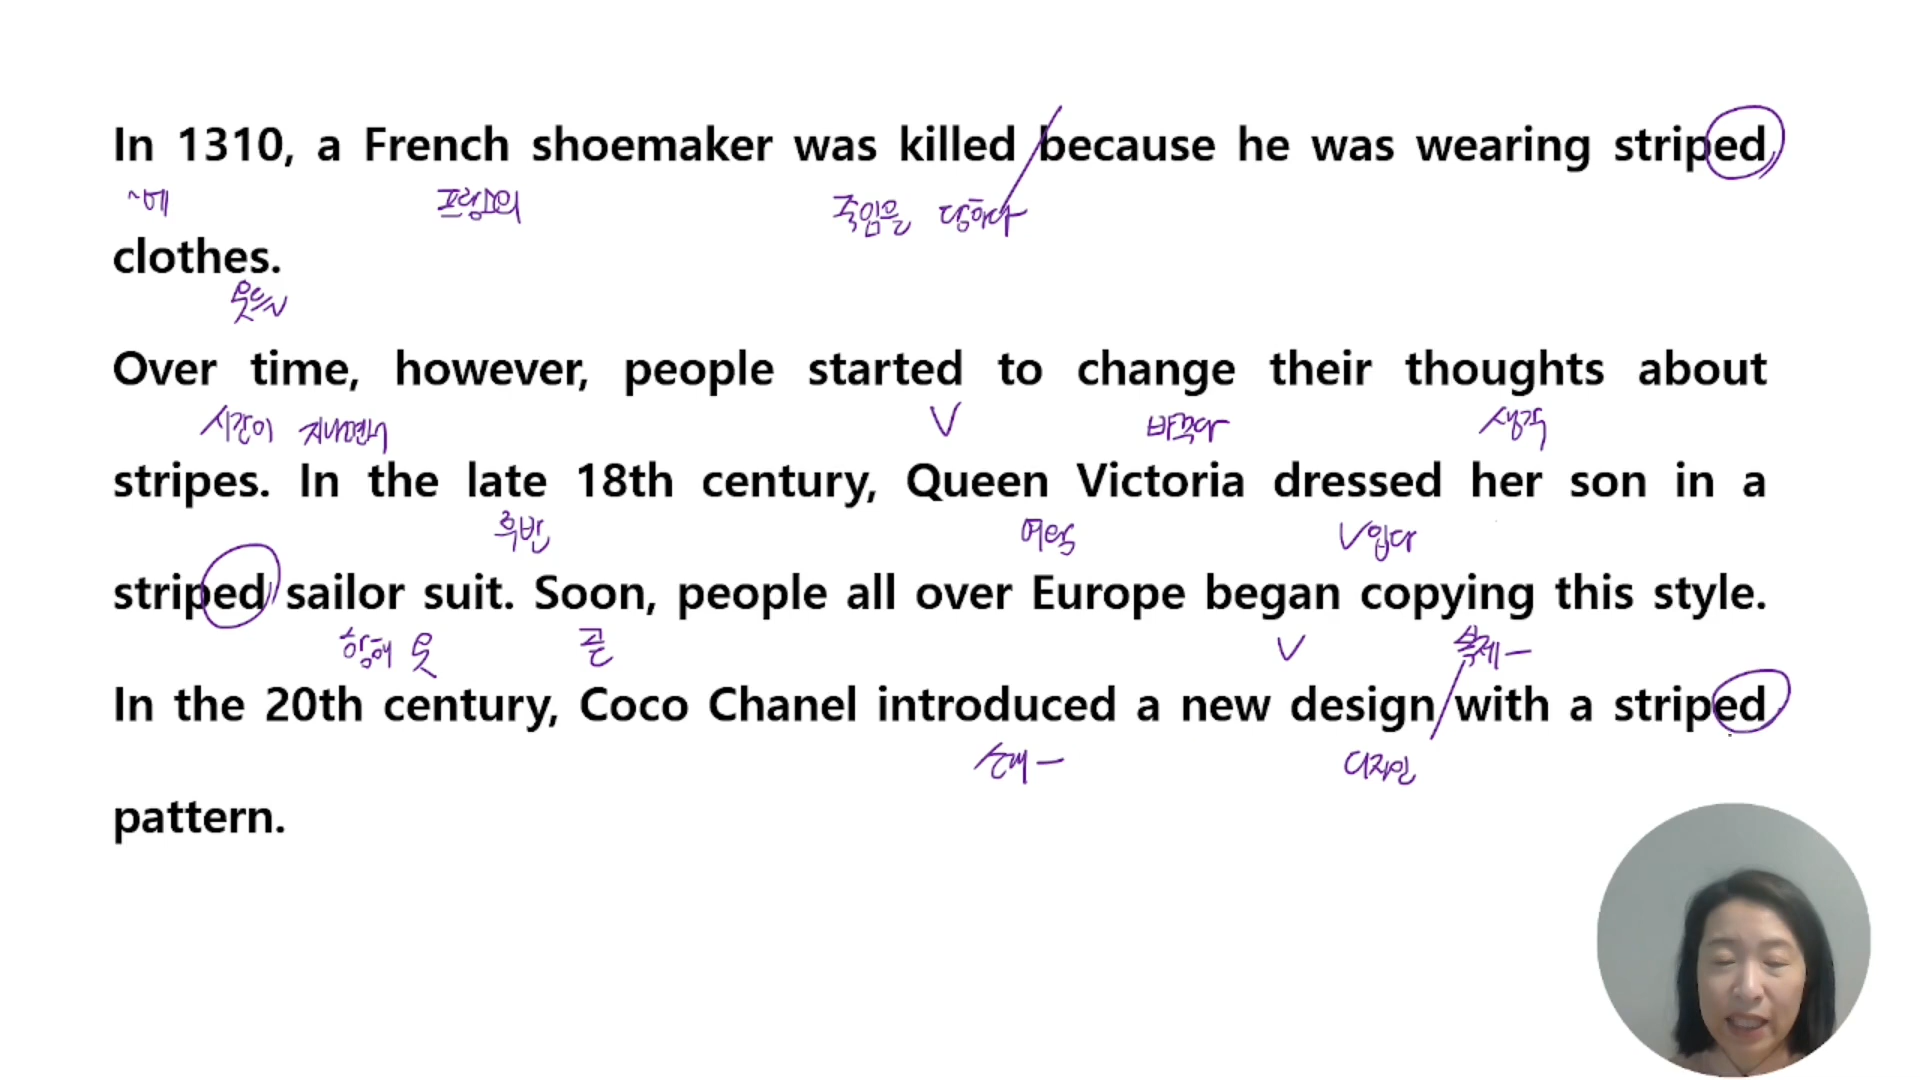 In 1310, a French shoemaker was killed because he was wearing striped
~에 프랑스의 죽임을 당하다
clothes.
옷들
Over time, however, people started to change their thoughts about
시간이 지나면서 V 바꾸다 생각
stripes. In the late 18th century, Queen Victoria dressed her son in a
후반 여왕 V 입다
striped sailor suit. Soon, people all over Europe began copying this style.
항해 옷 곧 V 복제ㅡ
In the 20th century, Coco Chanel introduced a new design with a striped
소개ㅡ 디자인
pattern.